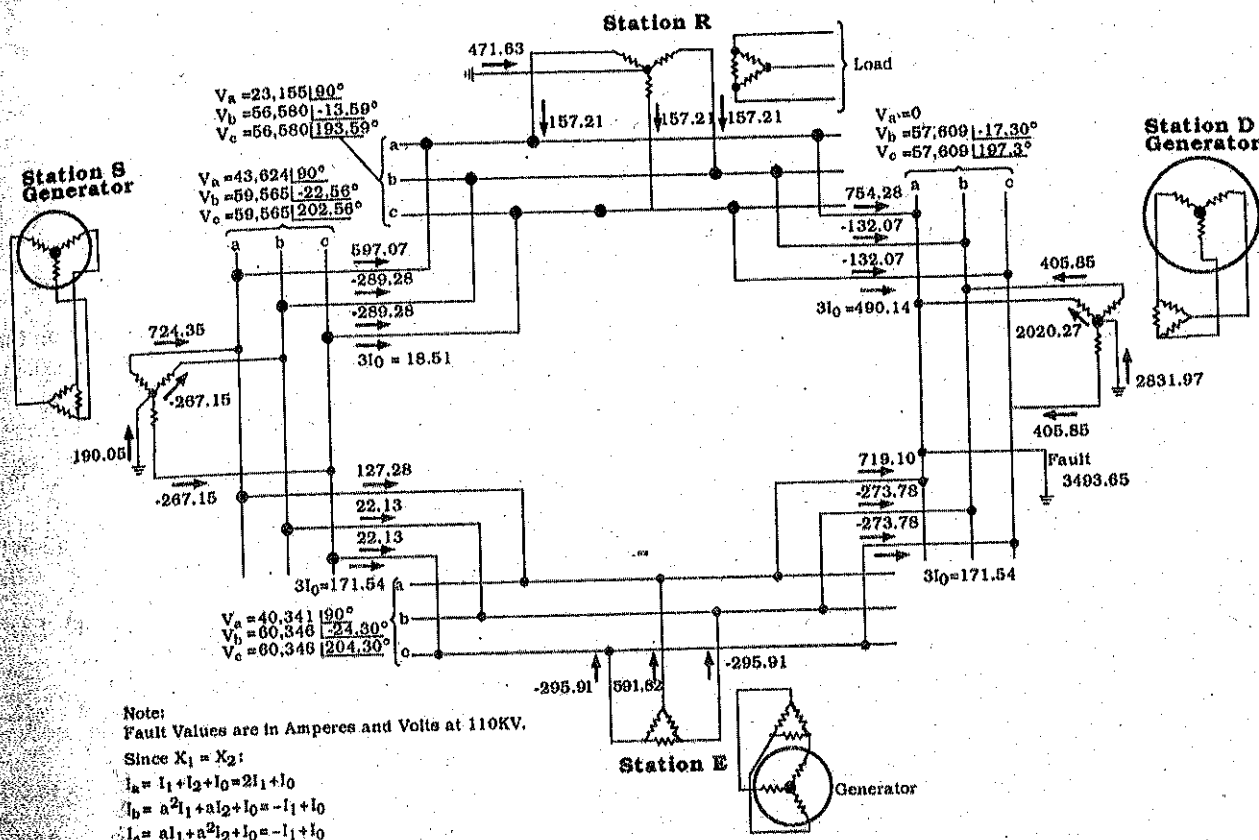 Station R
471.63
Load
Va=23,155|90°
Vb=56,580|-13.59°
Vc=56,580|193.59°
157.21
157.21
157.21
Va=0
Vb=57,609|-17.30°
Vc=57,609|197.3°
Station D
Generator
Station S
Generator
Va=43,624|90°
Vb=59,565|-22.56°
Vc=59,565|202.56°
a
b
c
a b c
a b c
754.28
-132.07
-132.07
3I0=490.14
597.07
-289.28
-289.28
3I0 = 18.51
405.85
2020.27
2831.97
405.85
724.35
-267.15
190.05
-267.15
127.28
22.13
22.13
3I0=171.54
719.10
-273.78
-273.78
3I0=171.54
Fault
3493.65
Va=40,341|90°
Vb=60,346|-24.30°
Vc=60,346|204.30°
a
b
c
-295.91
591.82
-295.91
Station E
Generator
Note:
Fault Values are in Amperes and Volts at 110KV.
Since X1 = X2:
Ia= I1+I2+I0=2I1+I0
Ib= a²I1+aI2+I0=-I1+I0
Ic= aI1+a²I2+I0=-I1+I0